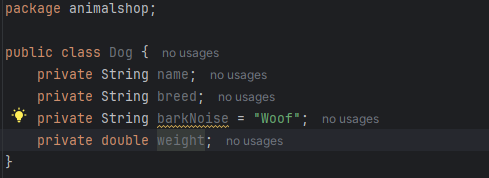 package animalshop;
public class Dog { no usages
private String name; no usages
private String breed; no usages
private String barkNoise = "Woof"; no usages
private double weight; no usages
}